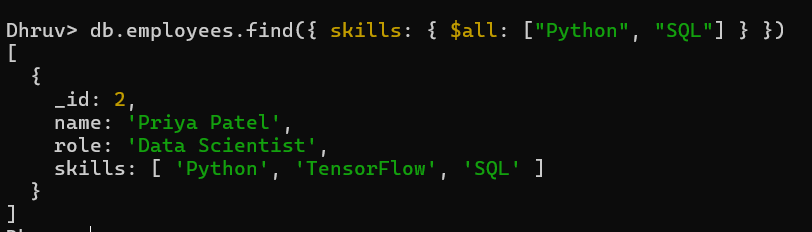 Dhruv> db.employees.find({ skills: { $all: ["Python", "SQL"] } })
[
  {
    _id: 2,
    name: 'Priya Patel',
    role: 'Data Scientist',
    skills: [ 'Python', 'TensorFlow', 'SQL' ]
  }
]